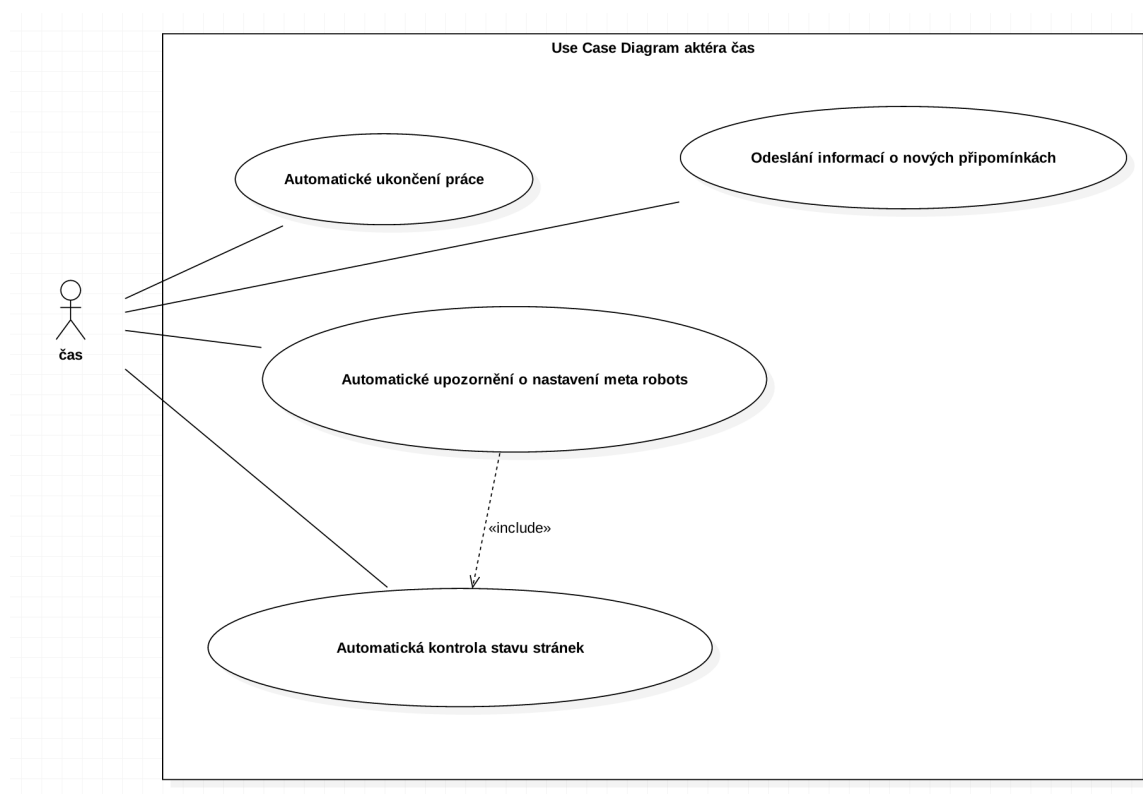 Use Case Diagram aktéra čas
Odeslání informací o nových připomínkách
Automatické ukončení práce
čas
Automatické upozornění o nastavení meta robots
«include»
Automatická kontrola stavu stránek